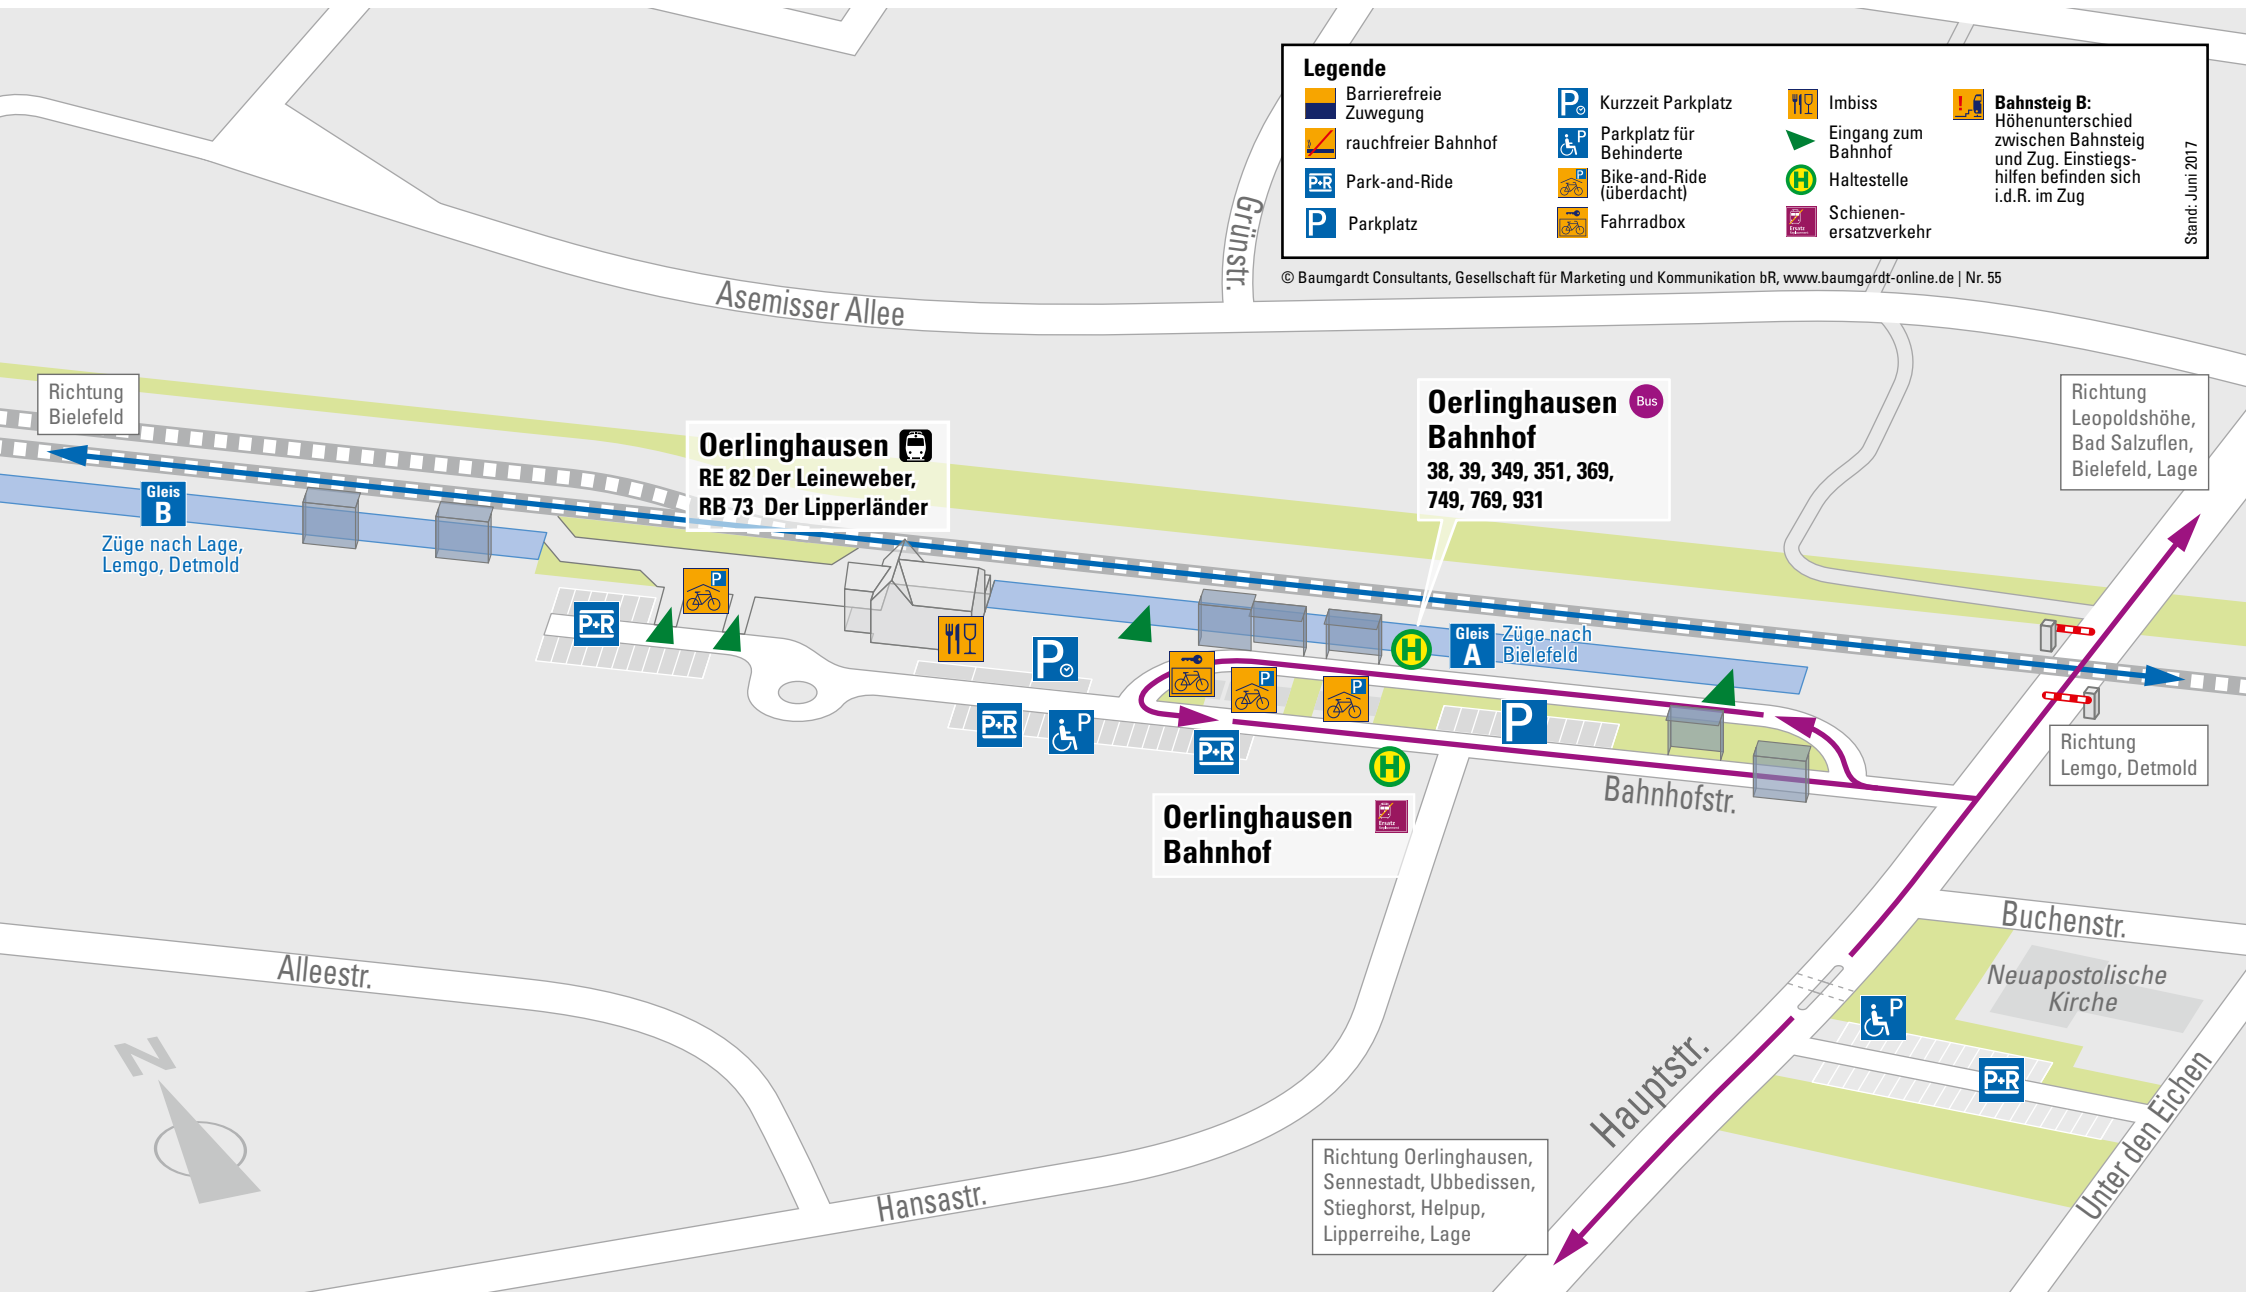 Legende
Barrierefreie
Zuwegung
rauchfreier Bahnhof
P+R
Park-and-Ride
P
Parkplatz
P
Kurzzeit Parkplatz
P
Parkplatz für
Behinderte
P
Bike-and-Ride
(überdacht)
Fahrradbox
Imbiss
Eingang zum
Bahnhof
H
Haltestelle
Ersatz
Schienen-
ersatzverkehr
!
Bahnsteig B:
Höhenunterschied
zwischen Bahnsteig
und Zug. Einstiegs-
hilfen befinden sich
i.d.R. im Zug
Stand: Juni 2017
© Baumgardt Consultants, Gesellschaft für Marketing und Kommunikation bR, www.baumgardt-online.de | Nr. 55
Grünstr.
Asemisser Allee
Richtung
Bielefeld
Oerlinghausen
RE 82 Der Leineweber,
RB 73 Der Lipperländer
Oerlinghausen Bus
Bahnhof
38, 39, 349, 351, 369,
749, 769, 931
Richtung
Leopoldshöhe,
Bad Salzuflen,
Bielefeld, Lage
Gleis
B
Züge nach Lage,
Lemgo, Detmold
P
P+R
P
H
Gleis
A
Züge nach
Bielefeld
P
P
P+R
P
P+R
P
H
Richtung
Lemgo, Detmold
Bahnhofstr.
Oerlinghausen
Bahnhof
Ersatz
Buchenstr.
Neuapostolische
Kirche
Alleestr.
P
P+R
N
Hauptstr.
Unter den Eichen
Richtung Oerlinghausen,
Sennestadt, Ubbedissen,
Stieghorst, Helpup,
Lipperreihe, Lage
Hansastr.